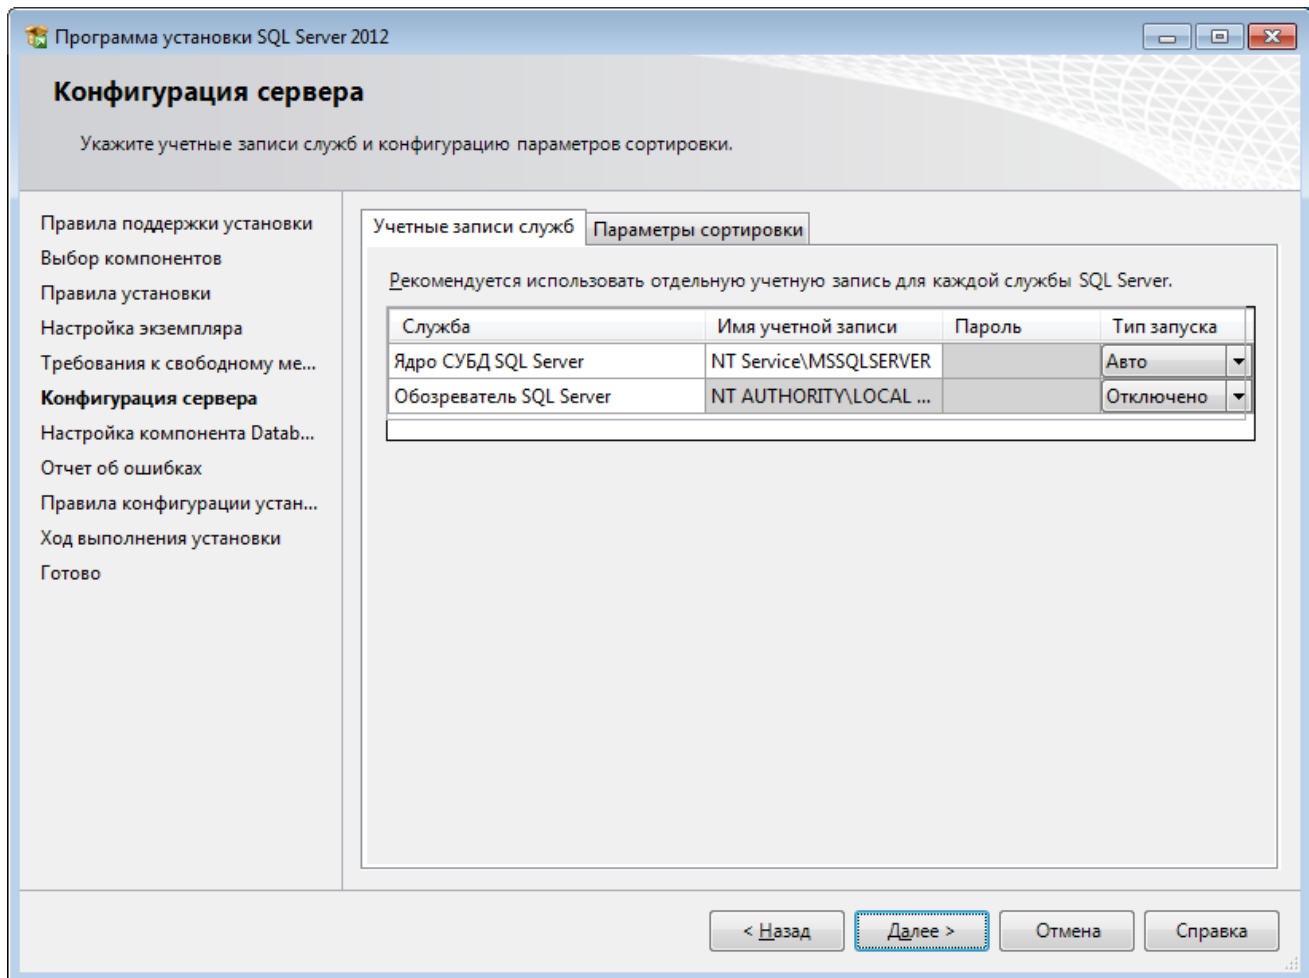 Программа установки SQL Server 2012
Конфигурация сервера
Укажите учетные записи служб и конфигурацию параметров сортировки.
Правила поддержки установки
Выбор компонентов
Правила установки
Настройка экземпляра
Требования к свободному ме...
Конфигурация сервера
Настройка компонента Datab...
Отчет об ошибках
Правила конфигурации устан...
Ход выполнения установки
Готово
Учетные записи служб Параметры сортировки
Рекомендуется использовать отдельную учетную запись для каждой службы SQL Server.
Служба Имя учетной записи Пароль Тип запуска
Ядро СУБД SQL Server NT Service\MSSQLSERVER Авто
Обозреватель SQL Server NT AUTHORITY\LOCAL ... Отключено
< Назад Далее > Отмена Справка